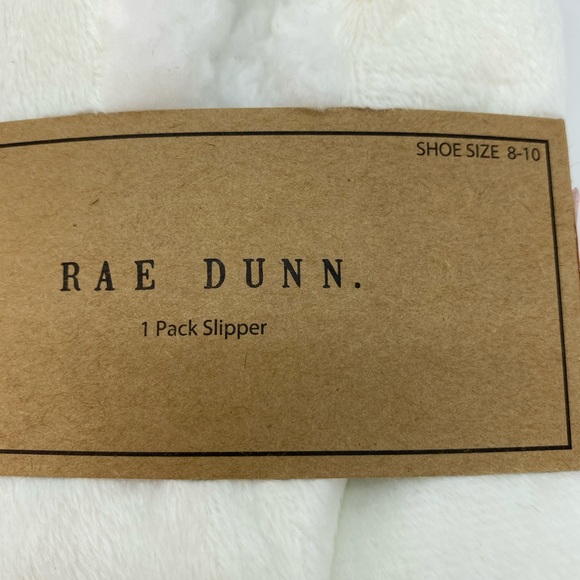 SHOE SIZE 8-10
RAE DUNN.
1 Pack Slipper